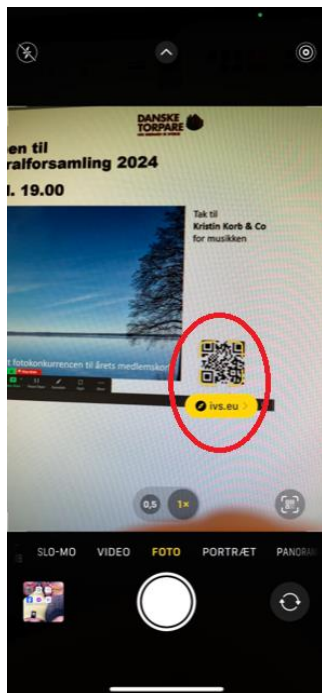 DANSKE
TORPARE
en til
ralforsamling 2024
l. 19.00
Tak til
Kristin Korb & Co
for musikken
t fotokonkurrencen til årets medlemskor
ivs.eu
0,5
1×
SLO-MO
VIDEO
FOTO
PORTRÆT
PANORAM